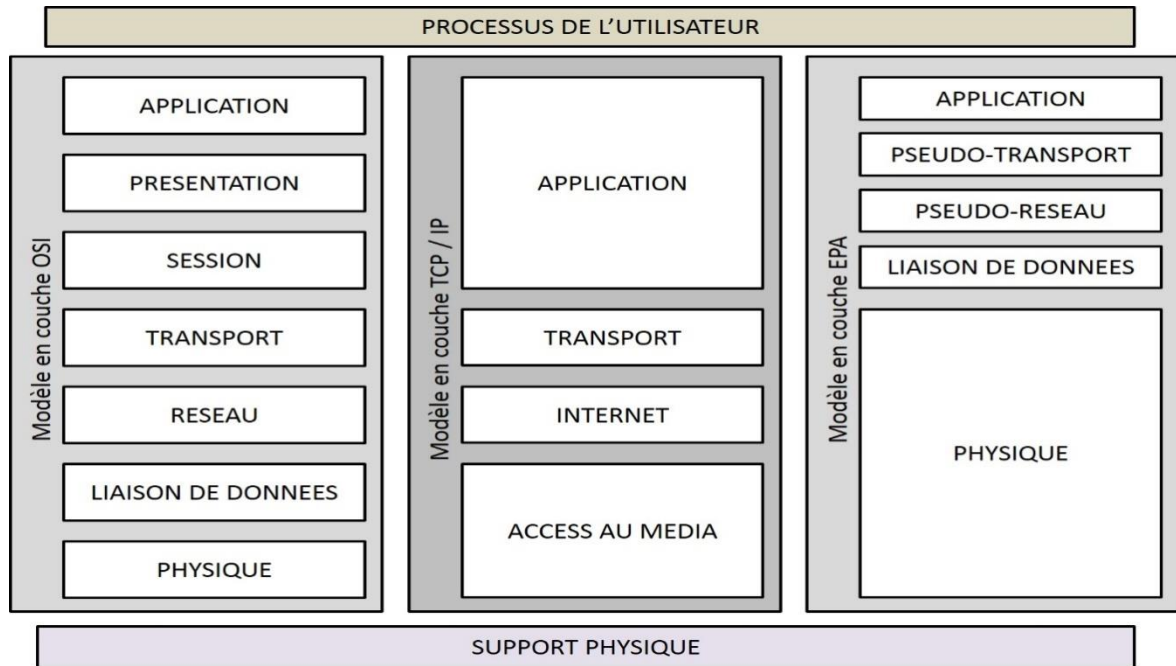 PROCESSUS DE L’UTILISATEUR
Modèle en couche OSI
APPLICATION
PRESENTATION
SESSION
TRANSPORT
RESEAU
LIAISON DE DONNEES
PHYSIQUE
Modèle en couche TCP / IP
APPLICATION
TRANSPORT
INTERNET
ACCESS AU MEDIA
Modèle en couche EPA
APPLICATION
PSEUDO-TRANSPORT
PSEUDO-RESEAU
LIAISON DE DONNEES
PHYSIQUE
SUPPORT PHYSIQUE